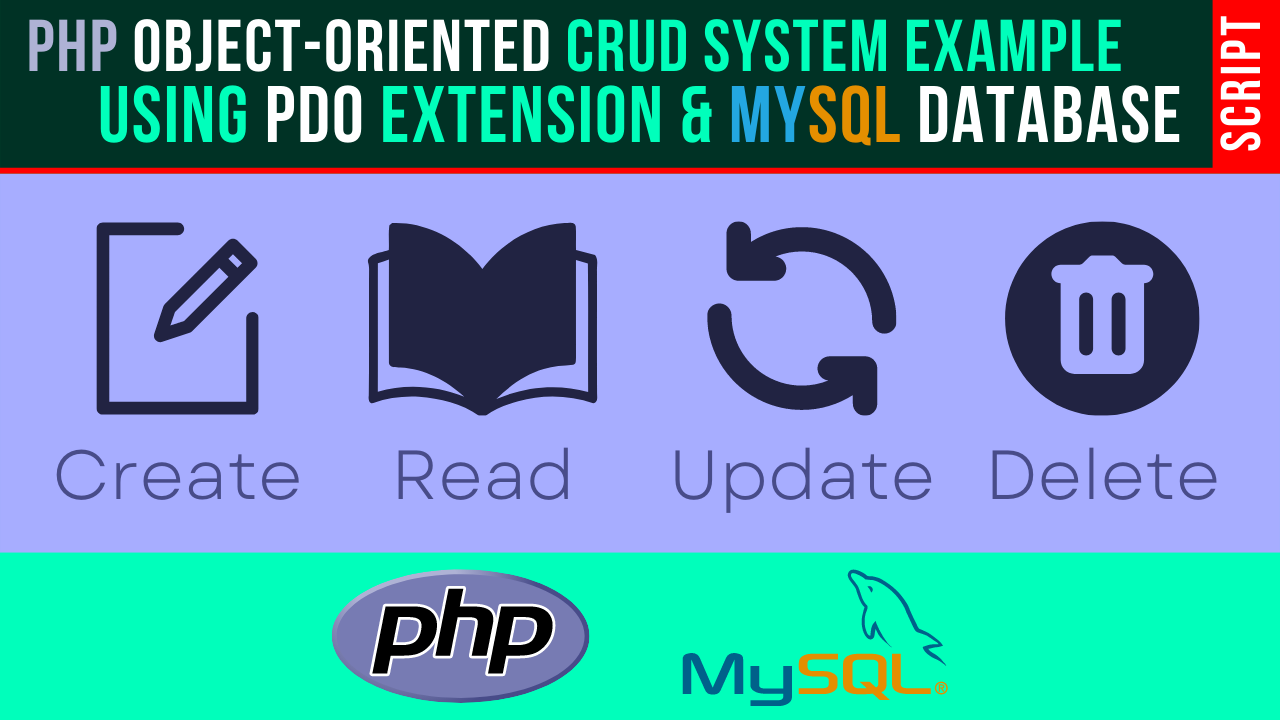 PHP OBJECT-ORIENTED CRUD SYSTEM EXAMPLE
USING PDO EXTENSION & MYSQL DATABASE
SCRIPT
Create Read Update Delete
php
MySQL®